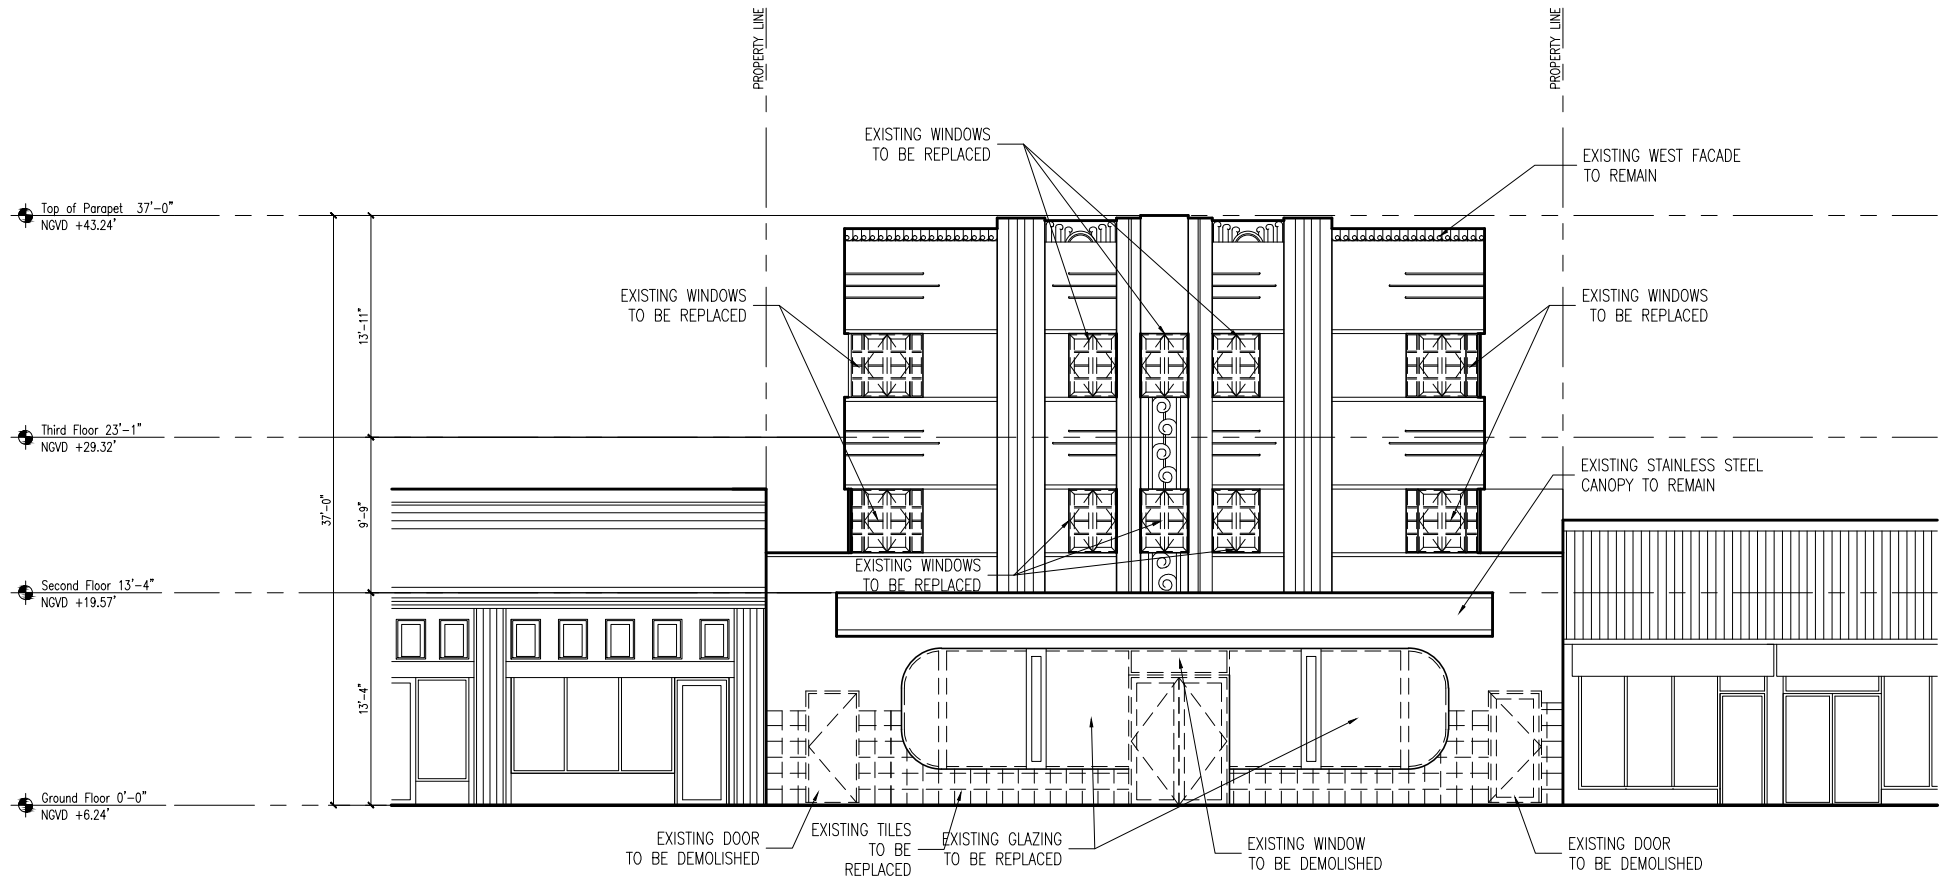 PROPERTY LINE
PROPERTY LINE
EXISTING WINDOWS
TO BE REPLACED
EXISTING WEST FACADE
TO REMAIN
Top of Parapet 37'-0"
NGVD +43.24'
EXISTING WINDOWS
TO BE REPLACED
EXISTING WINDOWS
TO BE REPLACED
13'-11"
Third Floor 23'-1"
NGVD +29.32'
EXISTING STAINLESS STEEL
CANOPY TO REMAIN
37'-0"
9'-9"
EXISTING WINDOWS
TO BE REPLACED
Second Floor 13'-4"
NGVD +19.57'
13'-4"
Ground Floor 0'-0"
NGVD +6.24'
EXISTING DOOR
TO BE DEMOLISHED
EXISTING TILES
TO BE
REPLACED
EXISTING GLAZING
TO BE REPLACED
EXISTING WINDOW
TO BE DEMOLISHED
EXISTING DOOR
TO BE DEMOLISHED